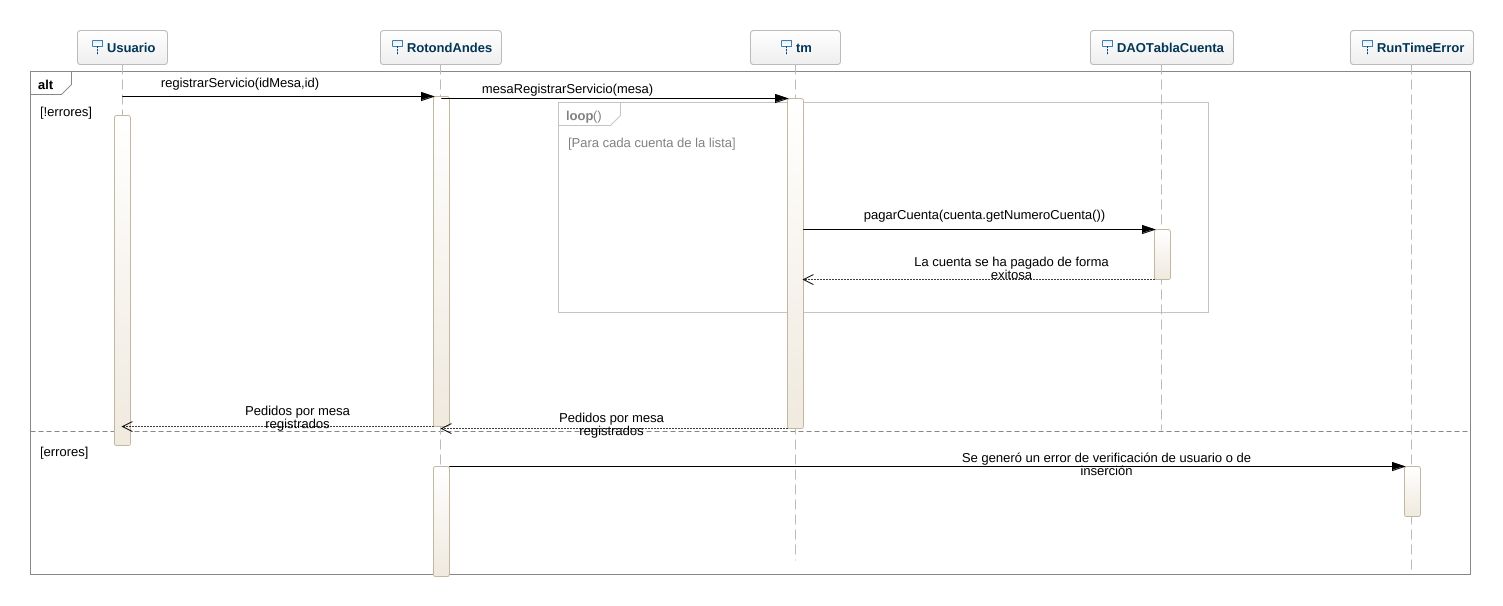 Usuario
RotondAndes
tm
DAOTablaCuenta
RunTimeError
alt
registrarServicio(idMesa,id)
mesaRegistrarServicio(mesa)
[!errores]
loop()
[Para cada cuenta de la lista]
pagarCuenta(cuenta.getNumeroCuenta())
La cuenta se ha pagado de forma
exitosa
Pedidos por mesa
registrados
Pedidos por mesa
registrados
[errores]
Se generó un error de verificación de usuario o de
inserción